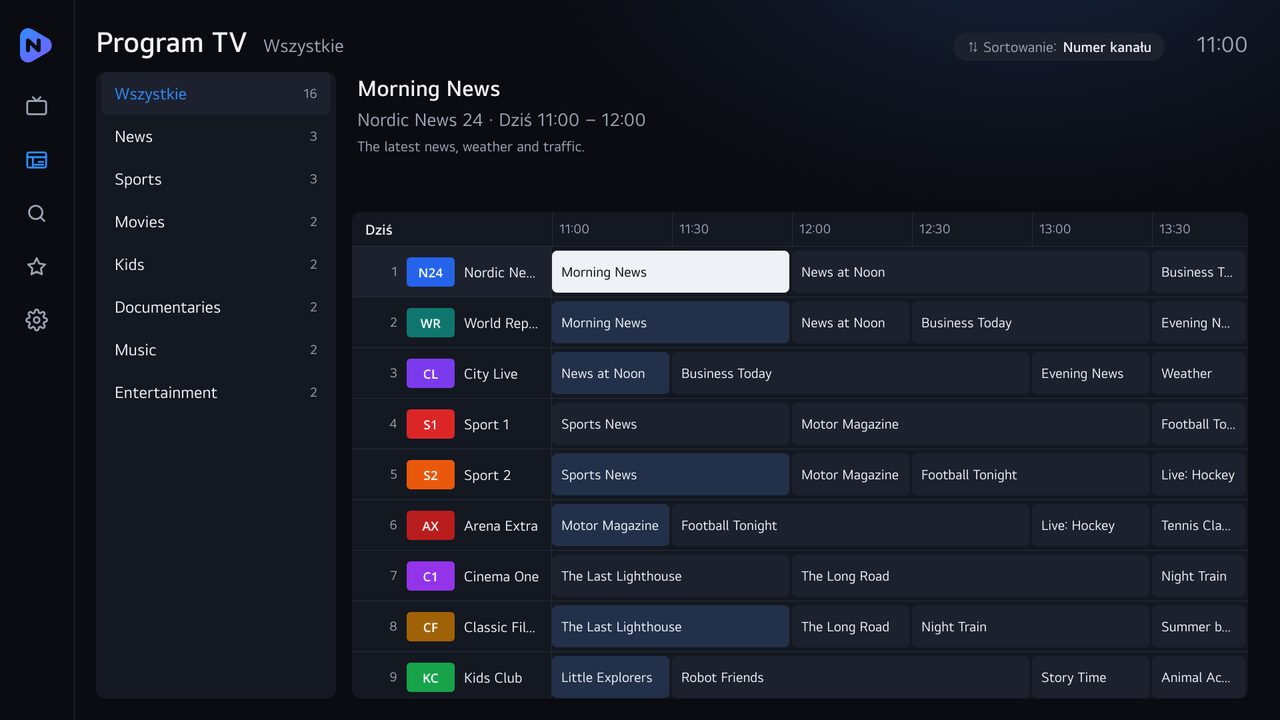 N
Program TV Wszystkie
Sortowanie: Numer kanału
11:00
Wszystkie 16
News 3
Sports 3
Movies 2
Kids 2
Documentaries 2
Music 2
Entertainment 2
Morning News
Nordic News 24 · Dziś 11:00 – 12:00
The latest news, weather and traffic.
Dziś 11:00 11:30 12:00 12:30 13:00 13:30
1 N24 Nordic Ne... Morning News News at Noon Business T...
2 WR World Rep... Morning News News at Noon Business Today Evening N...
3 CL City Live News at Noon Business Today Evening News Weather
4 S1 Sport 1 Sports News Motor Magazine Football To...
5 S2 Sport 2 Sports News Motor Magazine Football Tonight Live: Hockey
6 AX Arena Extra Motor Magazine Football Tonight Live: Hockey Tennis Cla...
7 C1 Cinema One The Last Lighthouse The Long Road Night Train
8 CF Classic Fil... The Last Lighthouse The Long Road Night Train Summer b...
9 KC Kids Club Little Explorers Robot Friends Story Time Animal Ac...